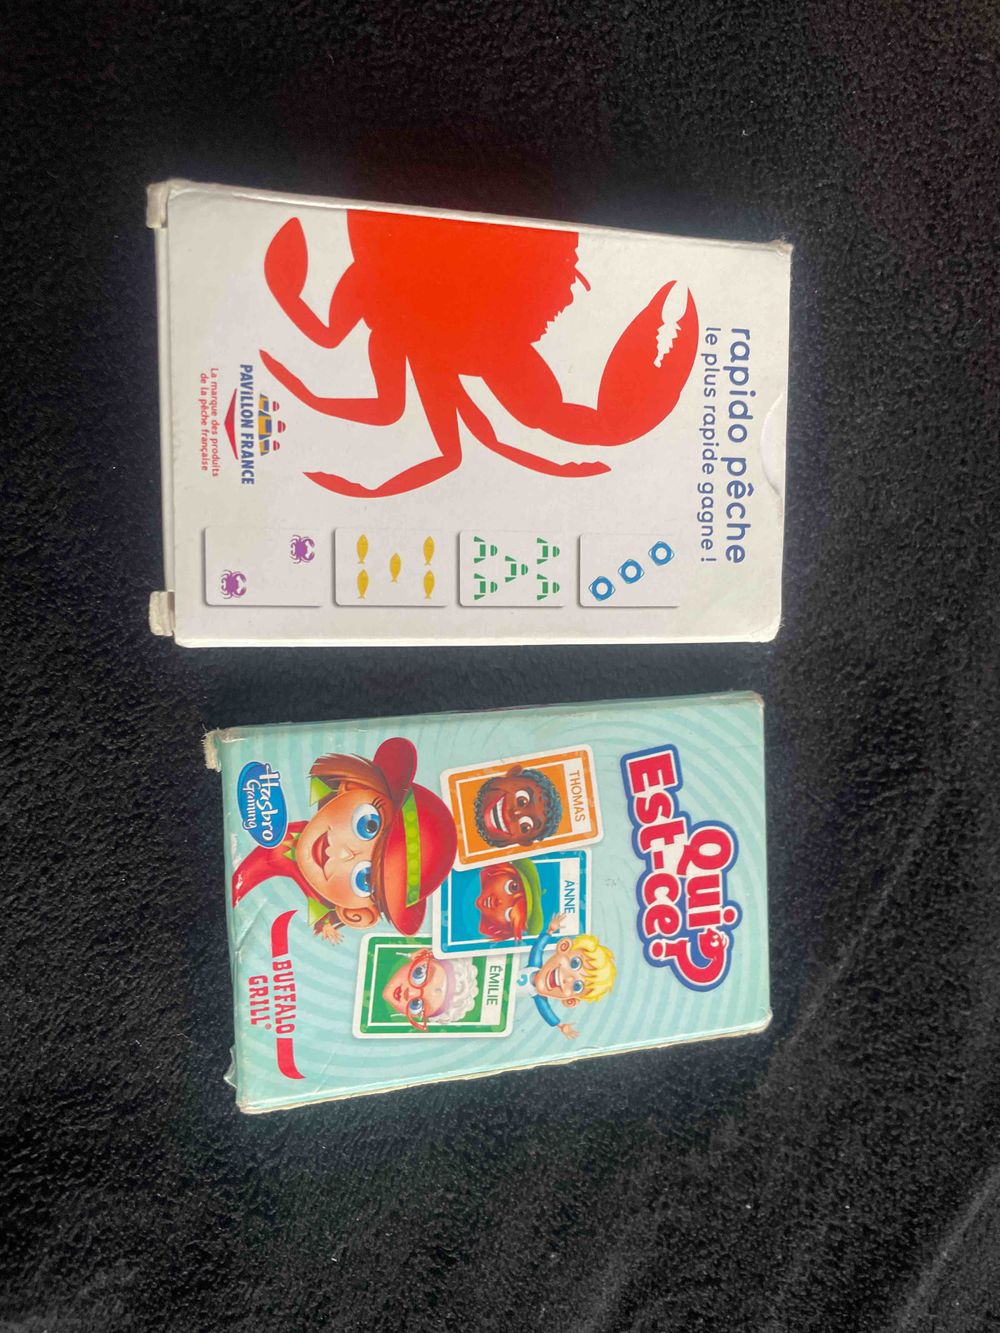 rapido pêche
le plus rapide gagne !
PAVILLON FRANCE
La marque des produits
de la pêche française
Qui
Est-ce?
THOMAS
ANNE
ÉMILIE
Hasbro
Gaming
BUFFALO
GRILL®